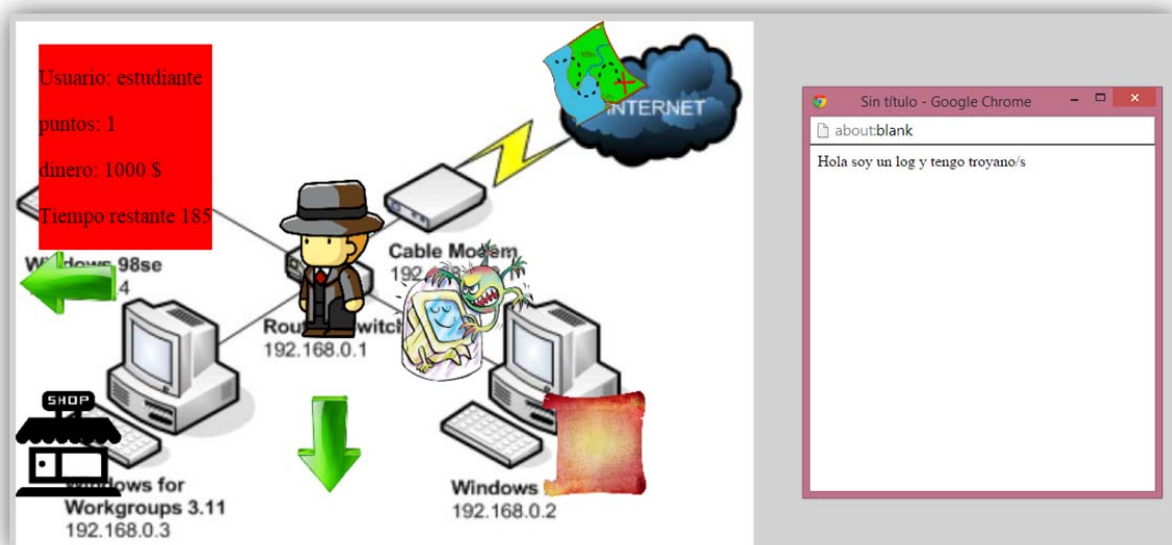 Usuario: estudiante
puntos: 1
dinero: 1000 $
Tiempo restante 185
INTERNET
Cable Modem
98se
4
192.168.0.1
SHOP
Windows for
Workgroups 3.11
192.168.0.3
Windows
192.168.0.2
Sin título - Google Chrome
about:blank
Hola soy un log y tengo troyano/s